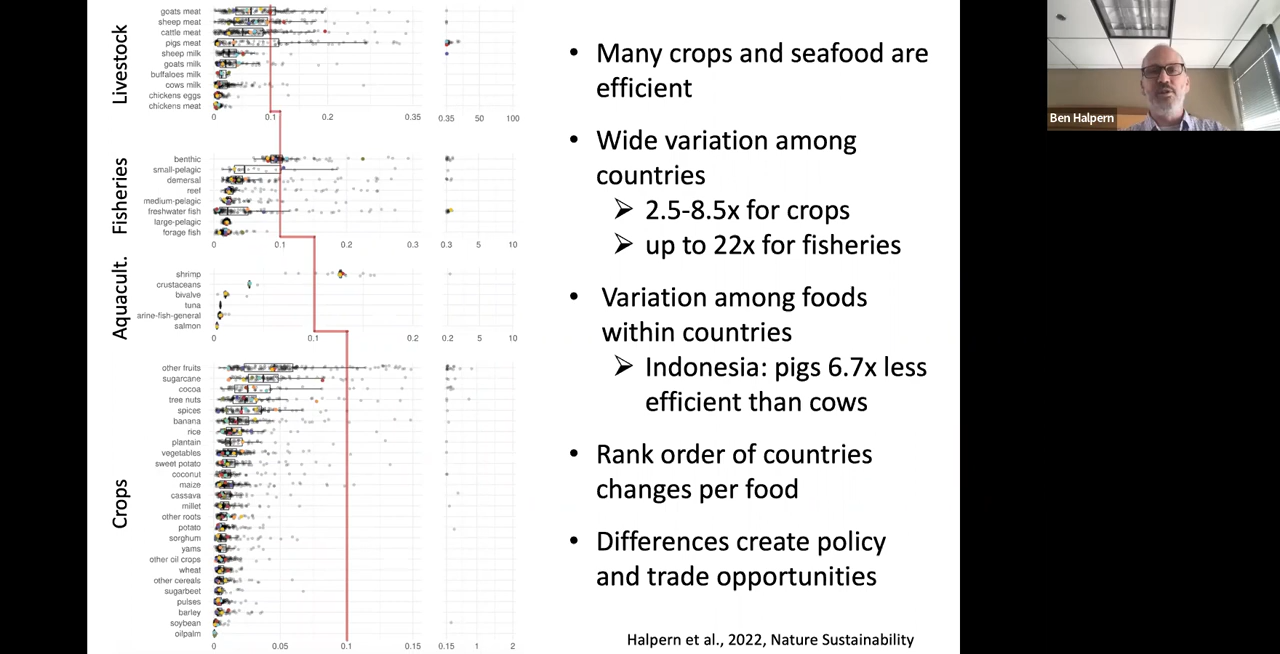 Livestock
goats meat
sheep meat
cattle meat
pigs meat
sheep milk
goats milk
buffaloes milk
cows milk
chickens eggs
chickens meat
0 0.1 0.2 0.35 0.35 50 100
Fisheries
benthic
small-pelagic
demersal
reef
medium-pelagic
freshwater fish
large-pelagic
forage fish
0 0.1 0.2 0.3 0.3 5 10
Aquacult.
shrimp
crustaceans
bivalve
tuna
arine-fish-general
salmon
0 0.1 0.2 0.2 5 10
Crops
other fruits
sugarcane
cocoa
tree nuts
spices
banana
rice
plantain
vegetables
sweet potato
coconut
maize
cassava
millet
other roots
potato
sorghum
yams
other oil crops
wheat
other cereals
sugarbeet
pulses
barley
soybean
oilpalm
0 0.05 0.1 0.15 0.15 1 2
• Many crops and seafood are
efficient
• Wide variation among
countries
➢ 2.5-8.5x for crops
➢ up to 22x for fisheries
• Variation among foods
within countries
➢ Indonesia: pigs 6.7x less
efficient than cows
• Rank order of countries
changes per food
• Differences create policy
and trade opportunities
Halpern et al., 2022, Nature Sustainability
Ben Halpern